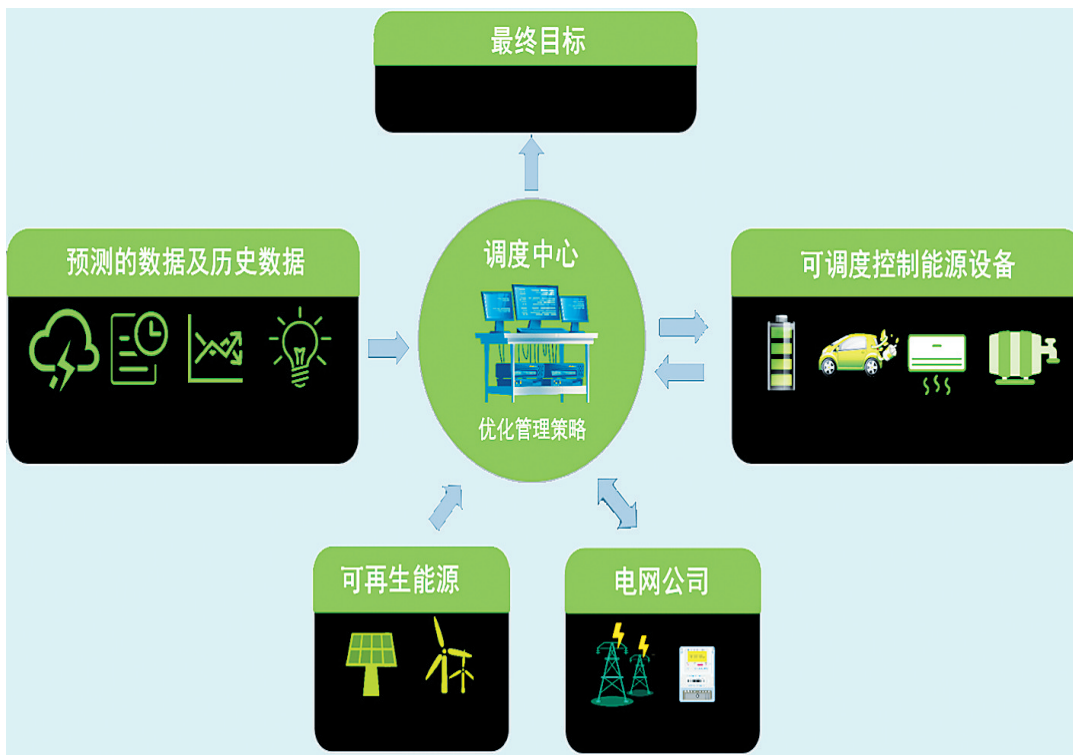 最终目标
预测的数据及历史数据
调度中心
优化管理策略
可调度控制能源设备
可再生能源
电网公司